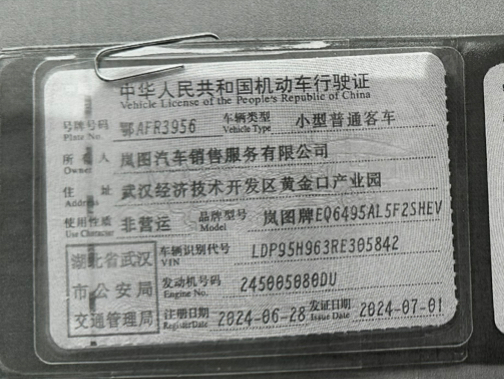 中华人民共和国机动车行驶证
Vehicle License of the People's Republic of China
号牌号码 鄂AFR3956 车辆类型 小型普通客车
Plate No. Vehicle Type
所有人 岚图汽车销售服务有限公司
Owner
住址 武汉经济技术开发区黄金口产业园
Address
使用性质 非营运 品牌型号 岚图牌EQ6495AL5F2SHEV
Use Character Model
湖北省武汉 车辆识别代号 LDP95H963RE305842
VIN
市公安局 发动机号码 245005080DU
Engine No.
交通管理局 注册日期 2024-06-28 发证日期 2024-07-01
Register Date Issue Date